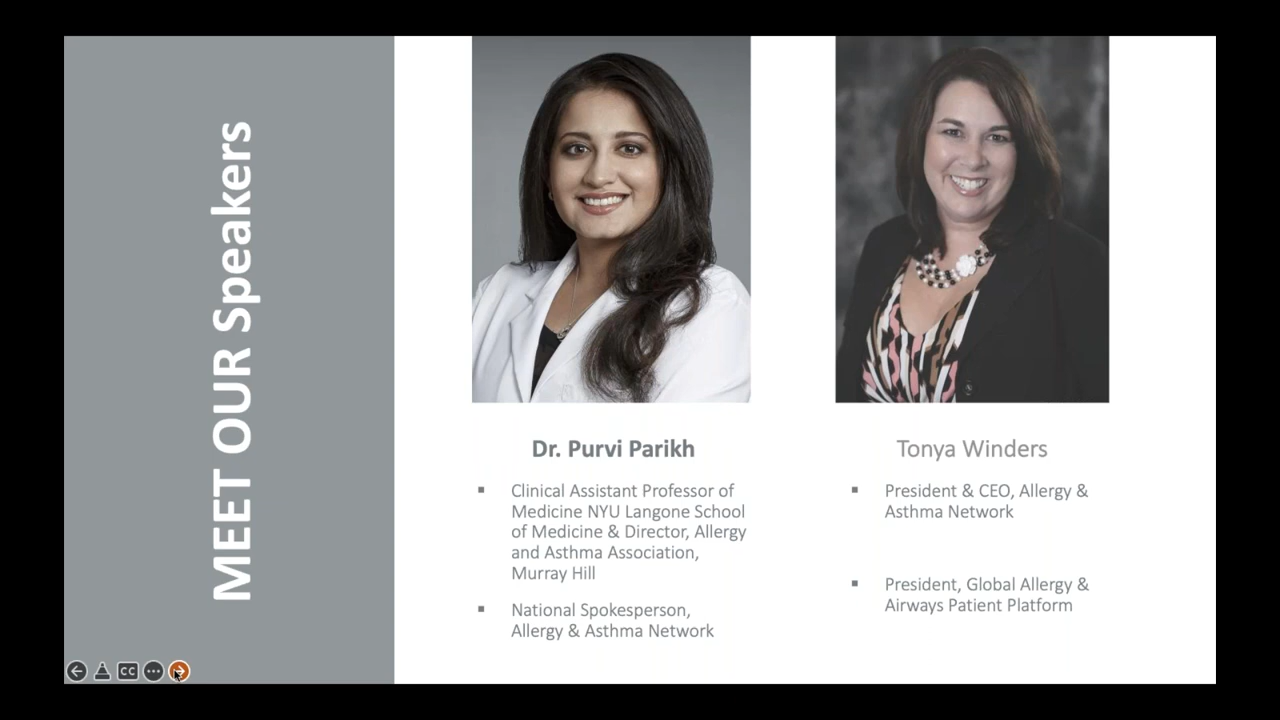 MEET OUR Speakers
Dr. Purvi Parikh
▪ Clinical Assistant Professor of
Medicine NYU Langone School
of Medicine & Director, Allergy
and Asthma Association,
Murray Hill
▪ National Spokesperson,
Allergy & Asthma Network
Tonya Winders
▪ President & CEO, Allergy &
Asthma Network
▪ President, Global Allergy &
Airways Patient Platform
CC